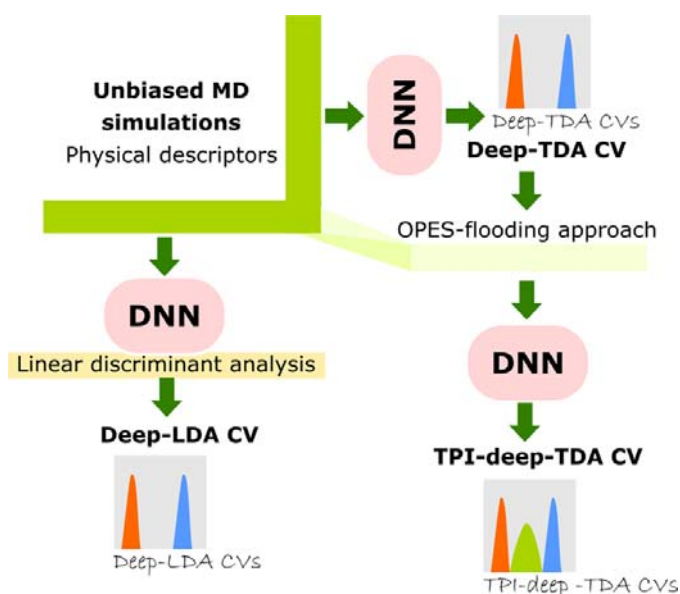 Unbiased MD
simulations
Physical descriptors
DNN
Deep-TDA CVs
Deep-TDA CV
OPES-flooding approach
DNN
Linear discriminant analysis
Deep-LDA CV
Deep-LDA CVs
DNN
TPI-deep-TDA CV
TPI-deep -TDA CVs